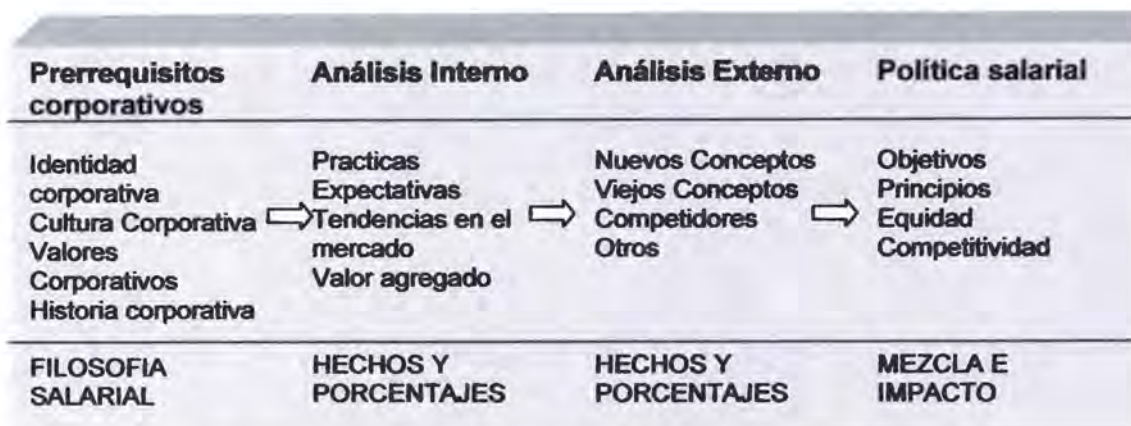 Prerrequisitos
corporativos
Análisis Interno
Análisis Externo
Política salarial
Identidad
corporativa
Cultura Corporativa
Valores
Corporativos
Historia corporativa
Practicas
Expectativas
Tendencias en el
mercado
Valor agregado
Nuevos Conceptos
Viejos Conceptos
Competidores
Otros
Objetivos
Principios
Equidad
Competitividad
FILOSOFIA
SALARIAL
HECHOS Y
PORCENTAJES
HECHOS Y
PORCENTAJES
MEZCLA E
IMPACTO